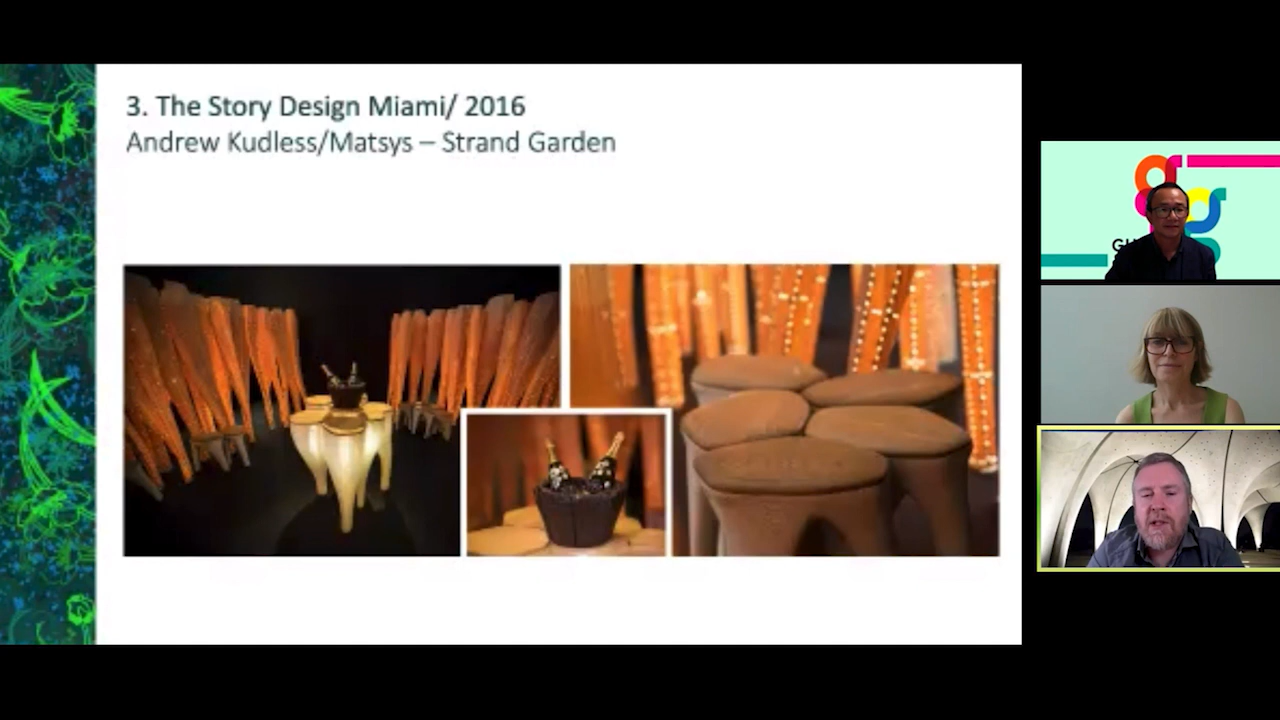 3. The Story Design Miami/ 2016
Andrew Kudless/Matsys – Strand Garden